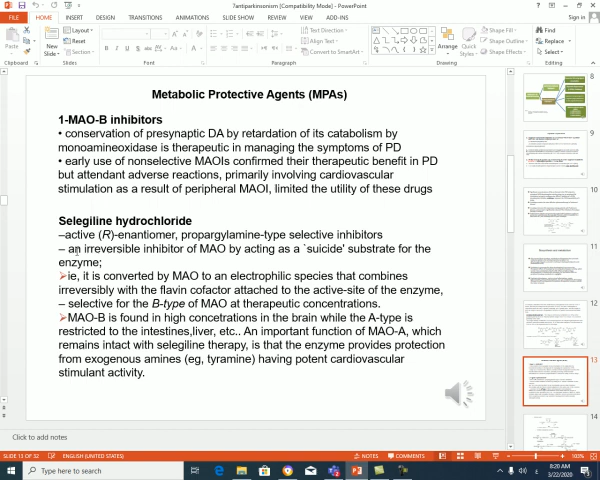 ?antiparkinsonism [Compatibility Mode] - PowerPoint
Sign in
FILE HOME INSERT DESIGN TRANSITIONS ANIMATIONS SLIDE SHOW REVIEW VIEW ADD-INS
Paste
New Slide
Layout
Reset
Section
Text Direction
Align Text
Convert to SmartArt
Arrange
Quick Styles
Shape Fill
Shape Outline
Shape Effects
Find
Replace
Select
Clipboard Slides Font Paragraph Drawing Editing
Metabolic Protective Agents (MPAs)
1-MAO-B inhibitors
• conservation of presynaptic DA by retardation of its catabolism by
monoamineoxidase is therapeutic in managing the symptoms of PD
• early use of nonselective MAOIs confirmed their therapeutic benefit in PD
but attendant adverse reactions, primarily involving cardiovascular
stimulation as a result of peripheral MAOI, limited the utility of these drugs
Selegiline hydrochloride
–active (R)-enantiomer, propargylamine-type selective inhibitors
– an irreversible inhibitor of MAO by acting as a `suicide' substrate for the
enzyme;
➢ie, it is converted by MAO to an electrophilic species that combines
irreversibly with the flavin cofactor attached to the active-site of the enzyme,
– selective for the B-type of MAO at therapeutic concentrations.
➢MAO-B is found in high concetrations in the brain while the A-type is
restricted to the intestines,liver, etc.. An important function of MAO-A, which
remains intact with selegiline therapy, is that the enzyme provides protection
from exogenous amines (eg, tyramine) having potent cardiovascular
stimulant activity.
8
9
10
11
12
13
14
Click to add notes
SLIDE 13 OF 32 ENGLISH (UNITED STATES) NOTES COMMENTS 103%
Type here to search
8:20 AM
3/22/2020